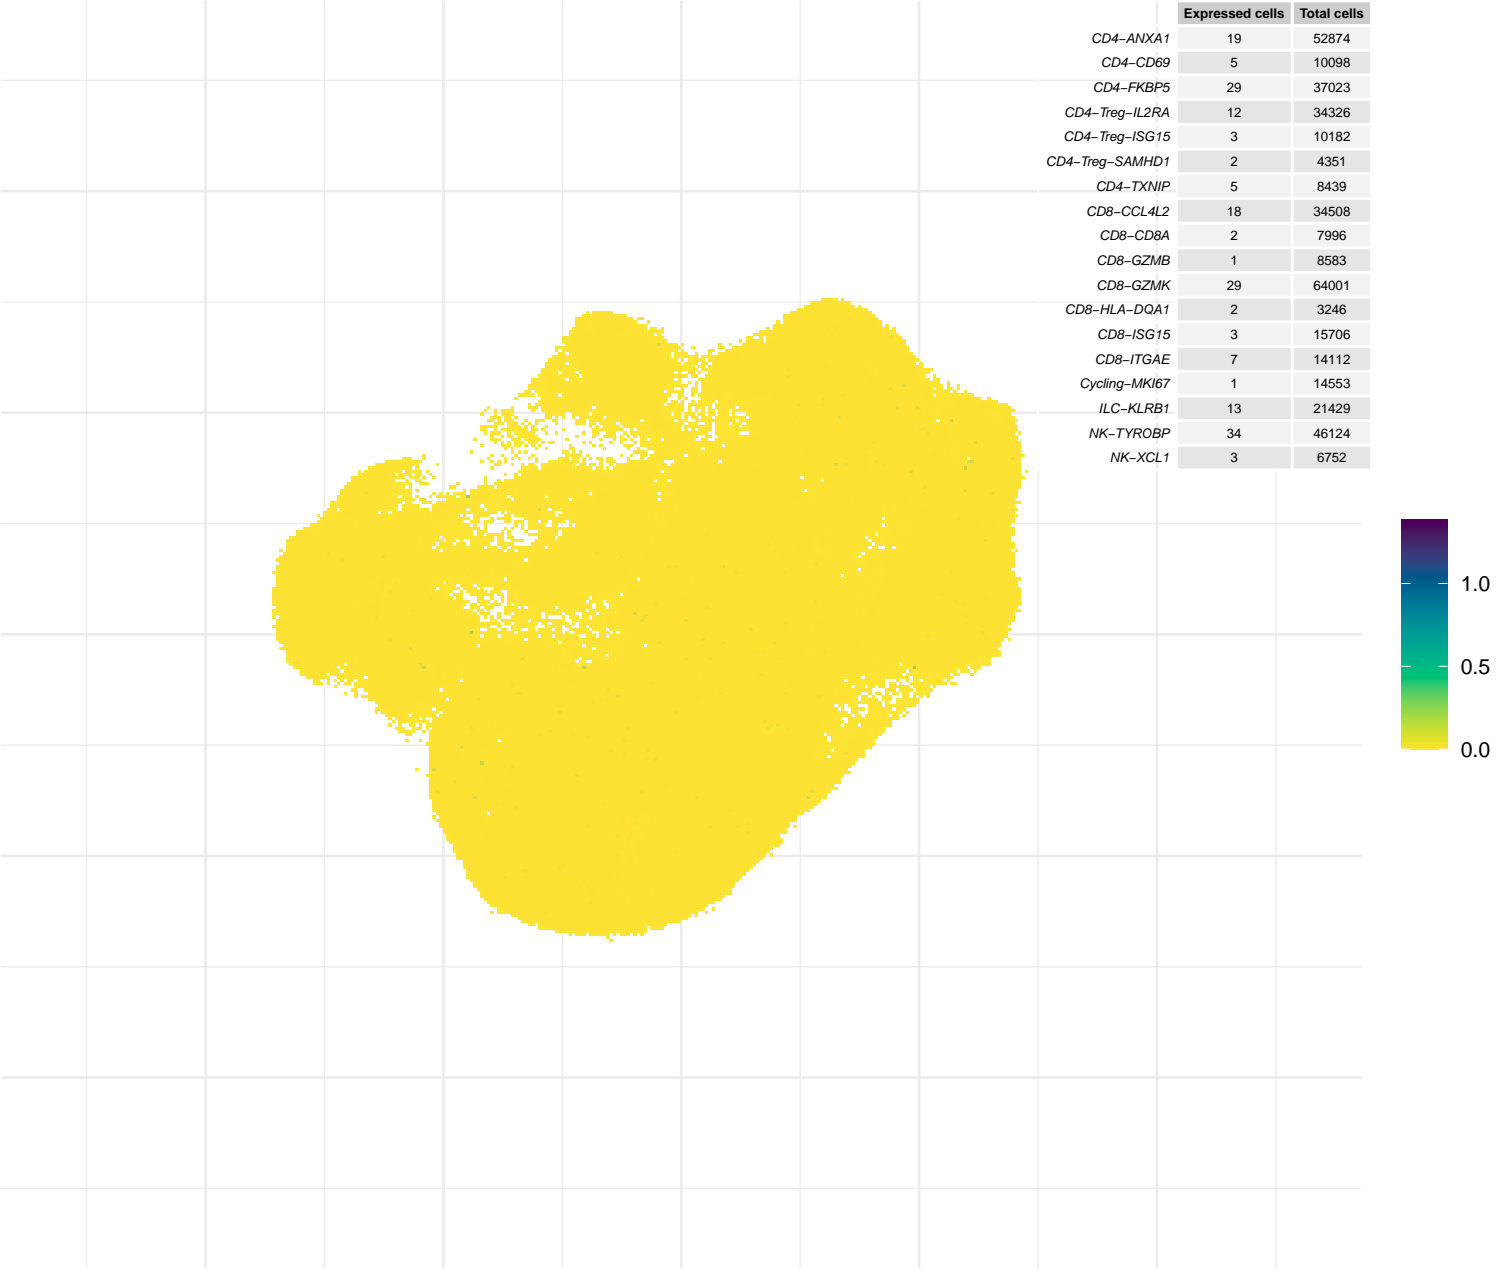 Expressed cells Total cells
CD4−ANXA1 19 52874
CD4−CD69 5 10098
CD4−FKBP5 29 37023
CD4−Treg−IL2RA 12 34326
CD4−Treg−ISG15 3 10182
CD4−Treg−SAMHD1 2 4351
CD4−TXNIP 5 8439
CD8−CCL4L2 18 34508
CD8−CD8A 2 7996
CD8−GZMB 1 8583
CD8−GZMK 29 64001
CD8−HLA−DQA1 2 3246
CD8−ISG15 3 15706
CD8−ITGAE 7 14112
Cycling−MKI67 1 14553
ILC−KLRB1 13 21429
NK−TYROBP 34 46124
NK−XCL1 3 6752
1.0
0.5
0.0